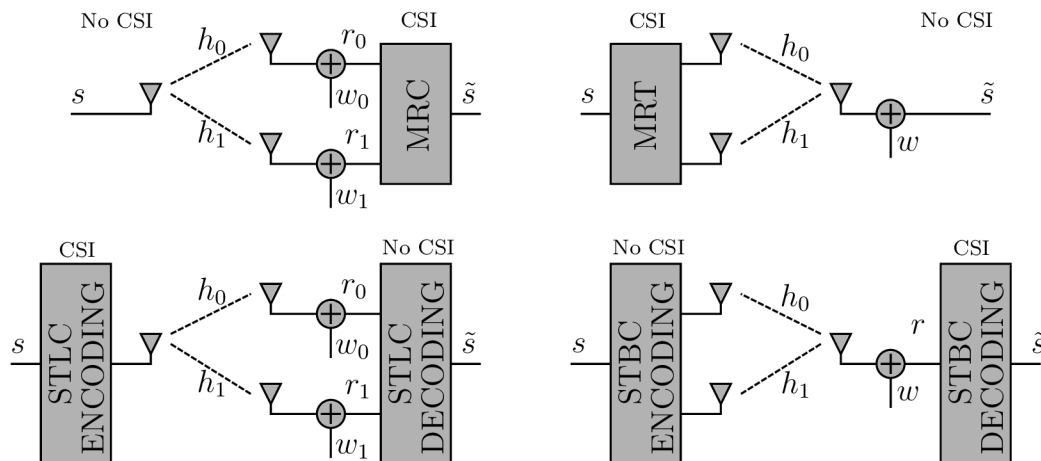 No CSI
CSI
h₀
r₀
s
w₀
MRC
s̃
h₁
r₁
w₁
CSI
No CSI
s
MRT
h₀
h₁
w
s̃
CSI
No CSI
s
STLC
ENCODING
h₀
r₀
w₀
h₁
r₁
w₁
STLC
DECODING
s̃
No CSI
CSI
s
STBC
ENCODING
h₀
h₁
r
w
STBC
DECODING
s̃